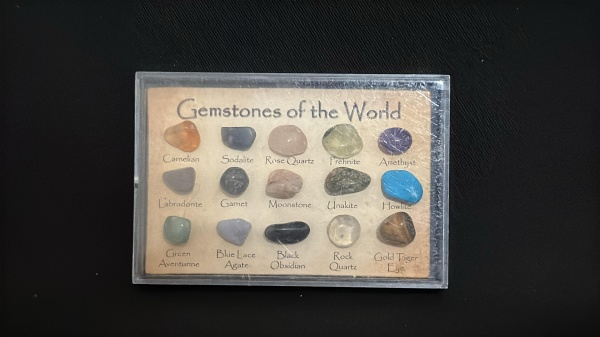 Gemstones of the World
Carnelian Sodalite Rose Quartz Prehnite Amethyst
Labradorite Garnet Moonstone Unakite Howlite
Green Aventurine Blue Lace Agate Black Obsidian Rock Quartz Gold Tiger Eye